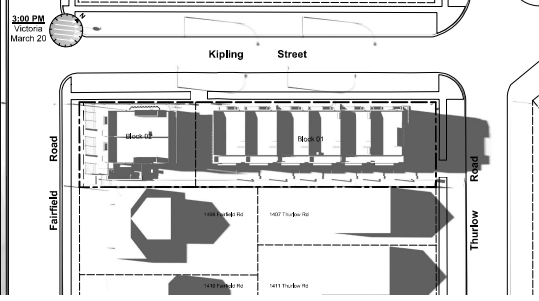 3:00 PM
Victoria
March 20
N
Kipling Street
Block 02
Block 01
Fairfield Road
Thurlow Road
1408 Fairfield Rd
1407 Thurlow Rd
1410 Fairfield Rd
1411 Thurlow Rd